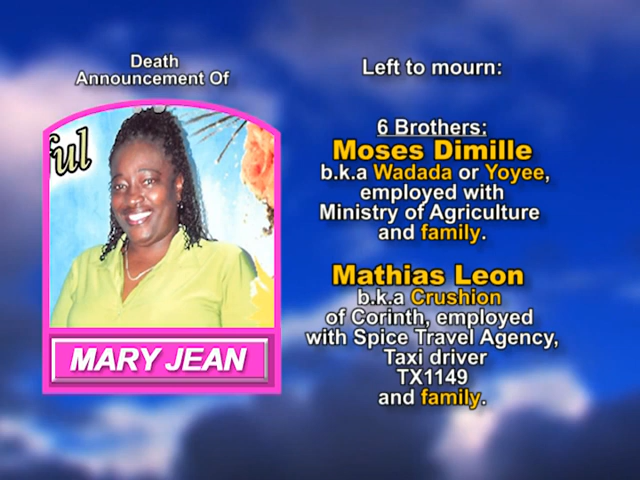 Death
Announcement Of
ful
MARY JEAN
Left to mourn:
6 Brothers:
Moses Dimille
b.k.a Wadada or Yoyee,
employed with
Ministry of Agriculture
and family.
Mathias Leon
b.k.a Crushion
of Corinth, employed
with Spice Travel Agency,
Taxi driver
TX1149
and family.